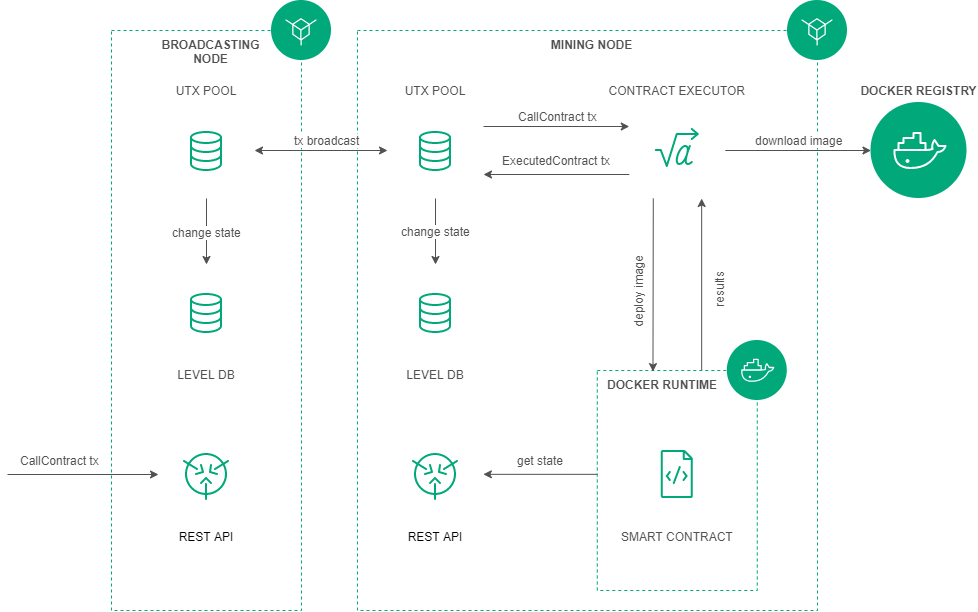 BROADCASTING
NODE
MINING NODE
UTX POOL
UTX POOL
CONTRACT EXECUTOR
DOCKER REGISTRY
tx broadcast
CallContract tx
ExecutedContract tx
√a
download image
change state
change state
deploy image
results
LEVEL DB
LEVEL DB
DOCKER RUNTIME
CallContract tx
get state
</>
REST API
REST API
SMART CONTRACT